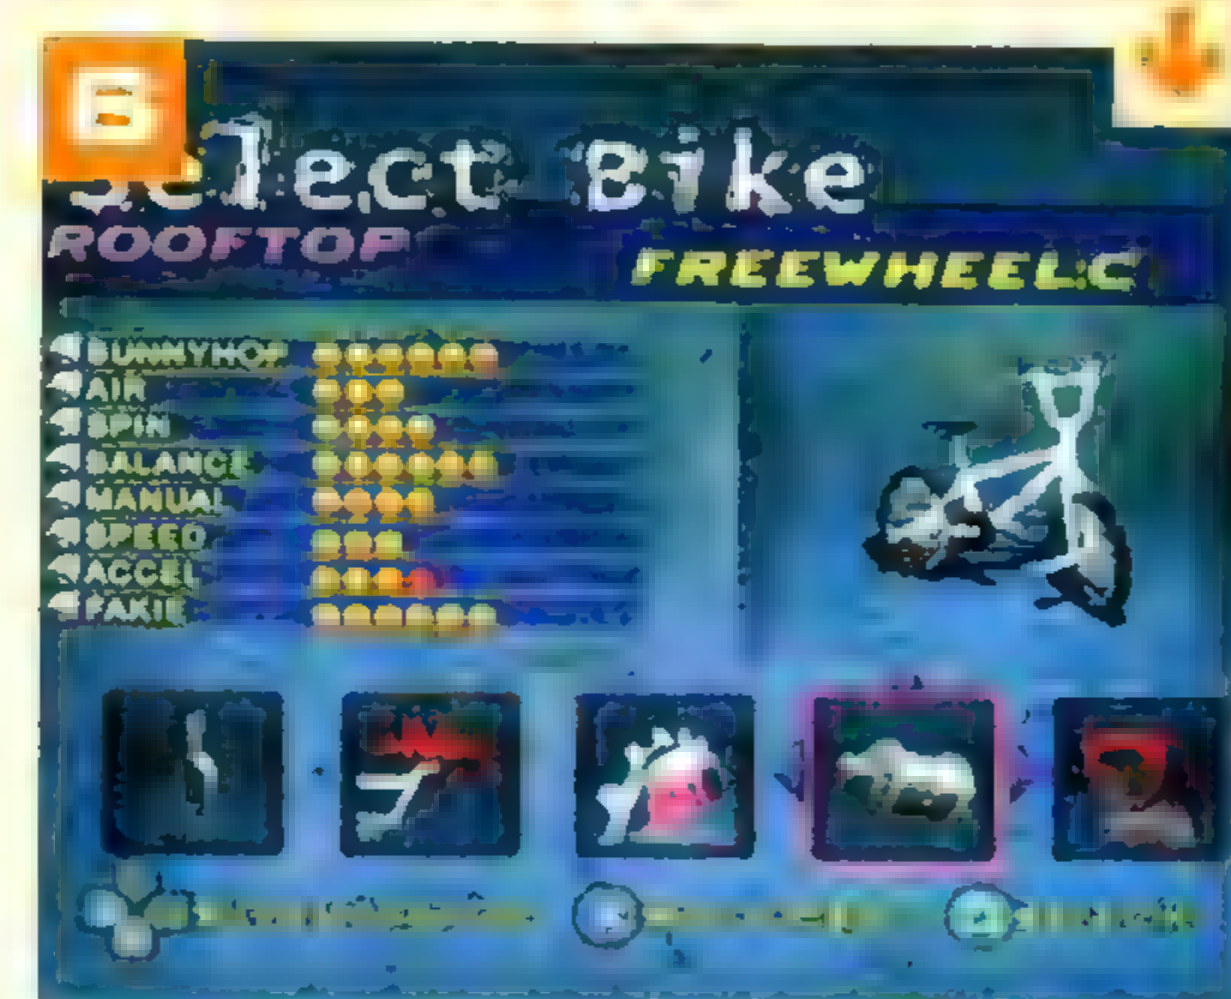 B
Select Bike
ROOFTOP
FREEWHEEL:C
BUNNYHOP
AIR
SPIN
BALANCE
MANUAL
SPEED
ACCEL
FAKIE